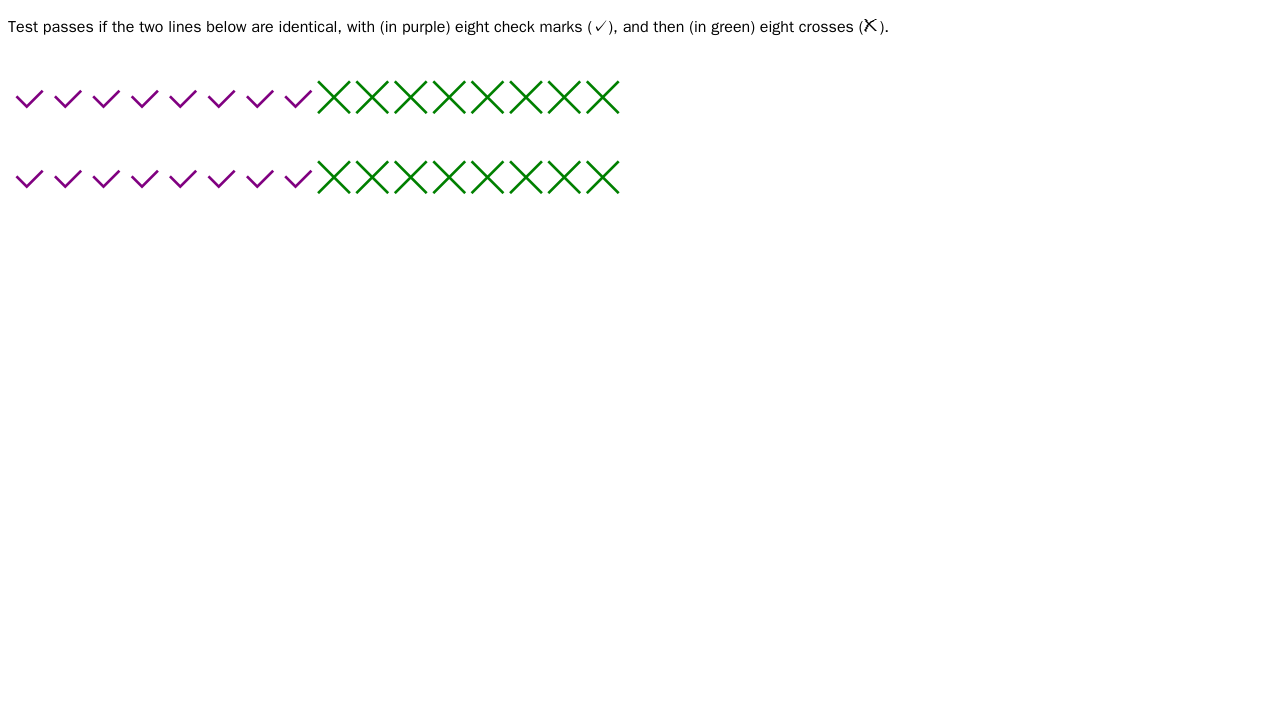 Test passes if the two lines below are identical, with (in purple) eight check marks (✓), and then (in green) eight crosses (✗).
✓✓✓✓✓✓✓✓╳╳╳╳╳╳╳╳
✓✓✓✓✓✓✓✓╳╳╳╳╳╳╳╳